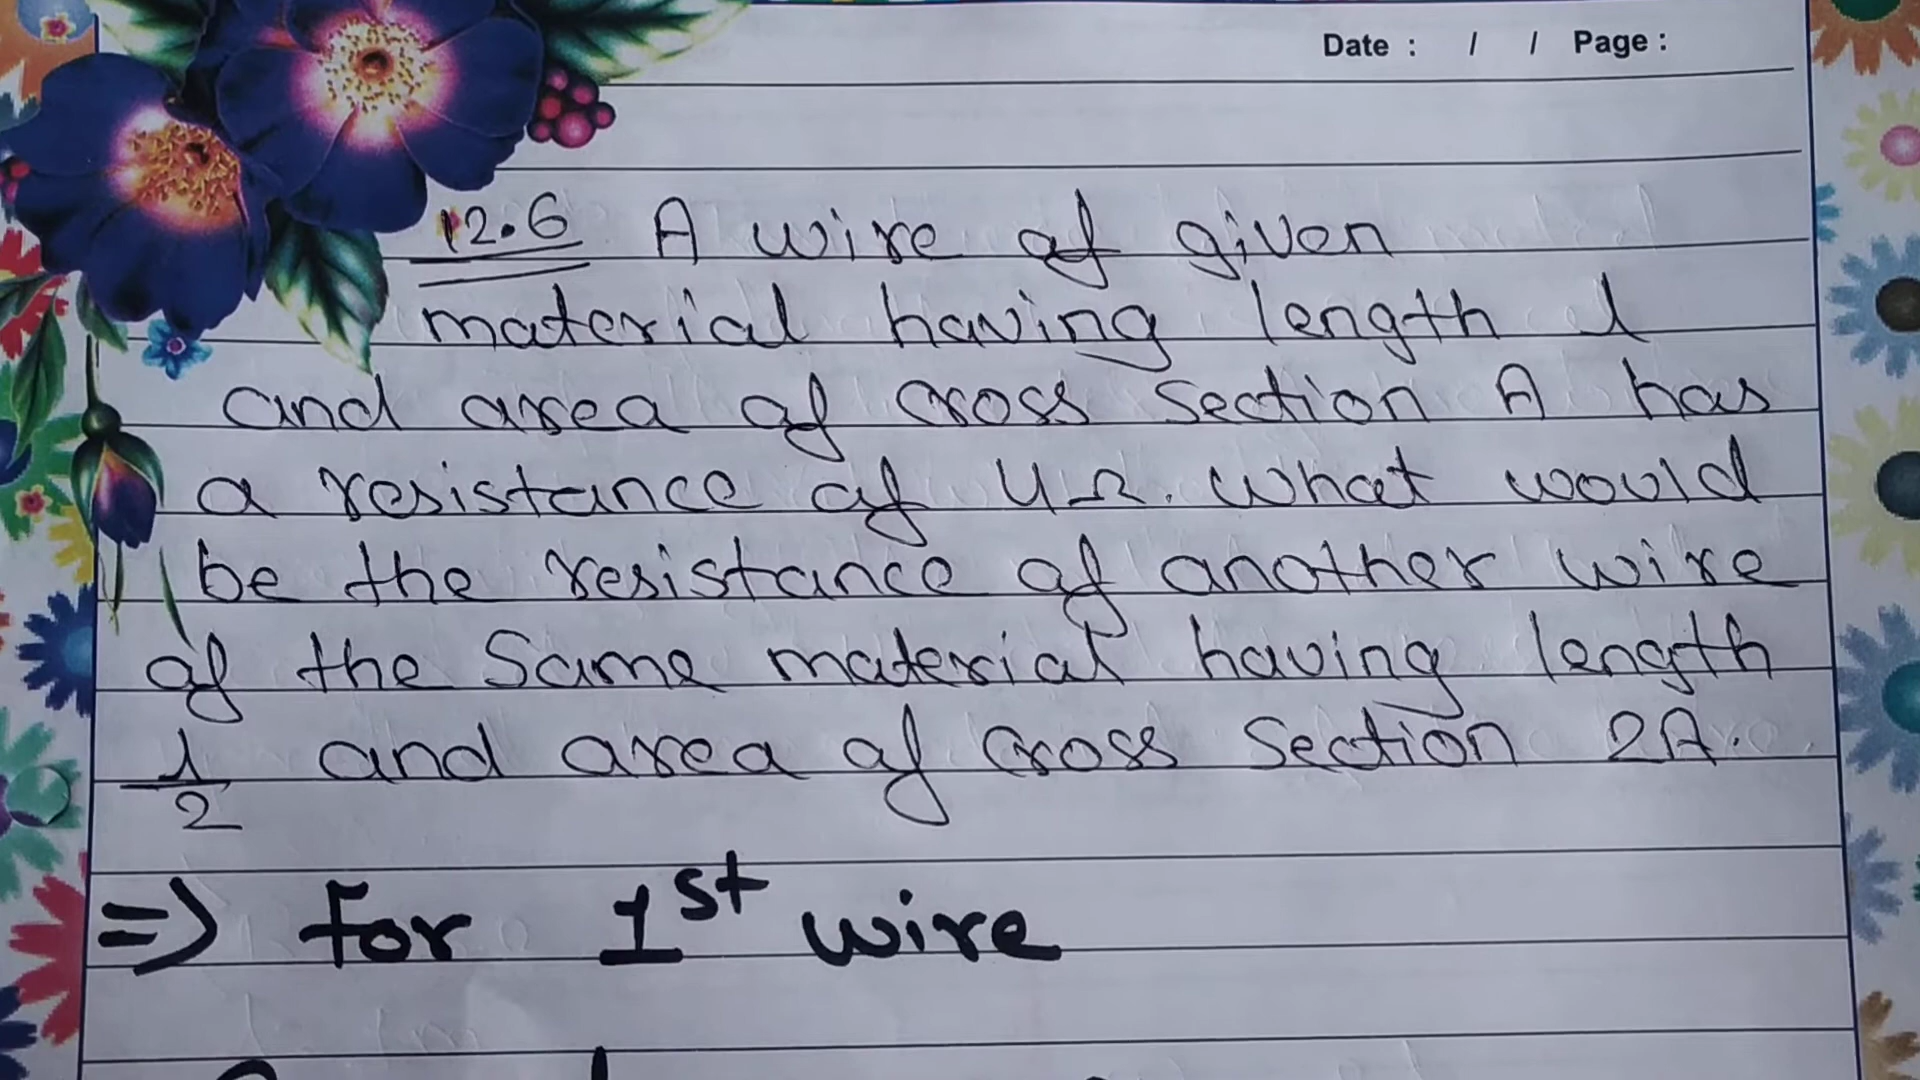 Date : / / Page :
12.6 A wire of given
material having length l
and area of cross section A has
a resistance of 4Ω. What would
be the resistance of another wire
of the same material having length
l/2 and area of cross section 2A.
=> For 1st wire